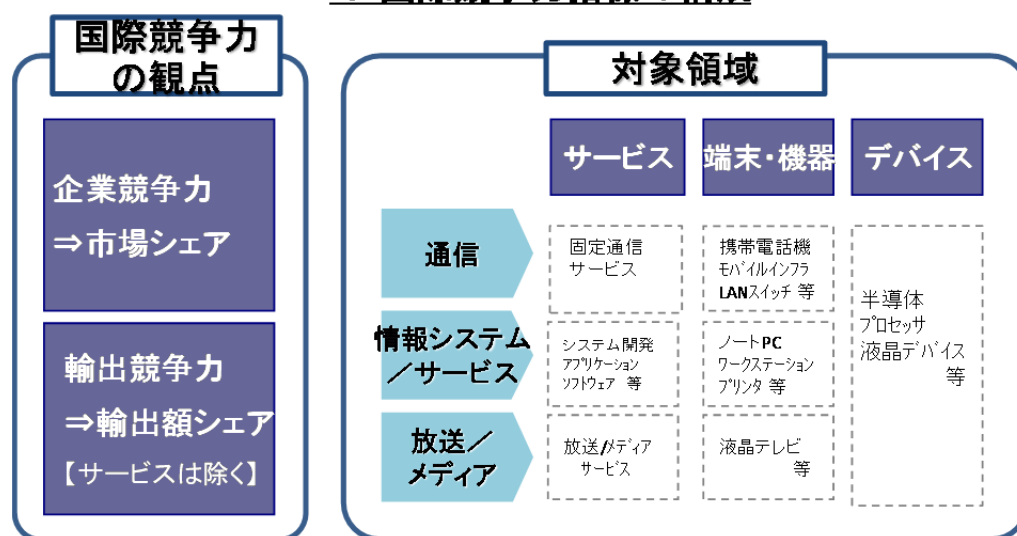 国際競争力
の観点
企業競争力
⇒市場シェア
輸出競争力
⇒輸出額シェア
【サービスは除く】
対象領域
サービス
端末・機器
デバイス
通信
固定通信
サービス
携帯電話機
ﾓﾊﾞｲﾙｲﾝﾌﾗ
LANｽｲｯﾁ 等
半導体
ﾌﾟﾛｾｯｻ
液晶ﾃﾞﾊﾞｲｽ
等
情報システム
／サービス
システム開発
ｱﾌﾟﾘｹｰｼｮﾝ
ｿﾌﾄｳｪｱ 等
ノートPC
ﾜｰｸｽﾃｰｼｮﾝ
ﾌﾟﾘﾝﾀ 等
放送／
メディア
放送/ﾒﾃﾞｨｱ
ｻｰﾋﾞｽ
液晶テレビ
等